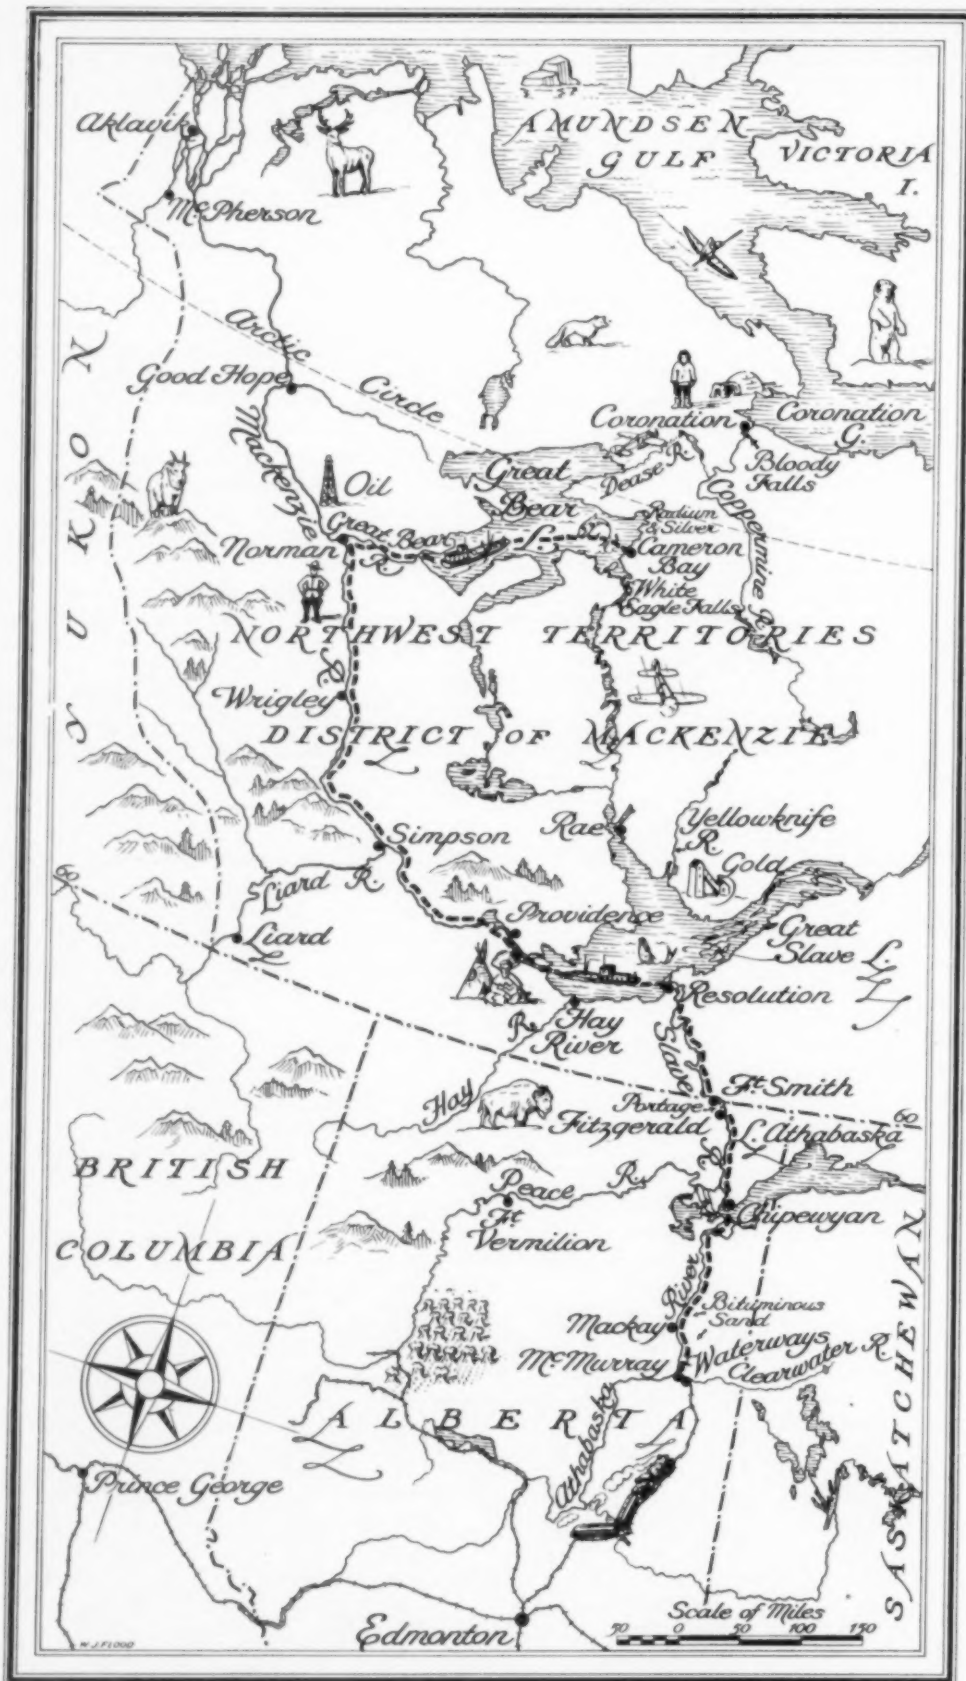 AMUNDSEN
GULF
VICTORIA
I.
Aklavik
McPherson
YUKON
Arctic
Circle
Good Hope
Mackenzie
R.
Coronation
Coronation
G.
Bloody
Falls
Dease R.
Coppermine R.
Great
Bear
L.
Oil
Radium
& Silver
Norman
Great Bear
R.
Cameron
Bay
White
Eagle Falls
NORTHWEST TERRITORIES
Wrigley
DISTRICT OF MACKENZIE
Simpson
Rae
Yellowknife
R.
Gold
60
Liard R.
Liard
Providence
Great
Slave L.
Resolution
Hay
River
Hay
R.
Slave
R.
Ft. Smith
Portage
Fitzgerald
60
L. Athabaska
BRITISH
COLUMBIA
Peace R.
Ft.
Vermilion
Chipewyan
River
Bituminous
Sand
Mackay
McMurray
Waterways
Clearwater R.
ALBERTA
Athabaska
SASKATCHEWAN
Prince George
Edmonton
Scale of Miles
50 0 50 100 150
W.J. FLOOD